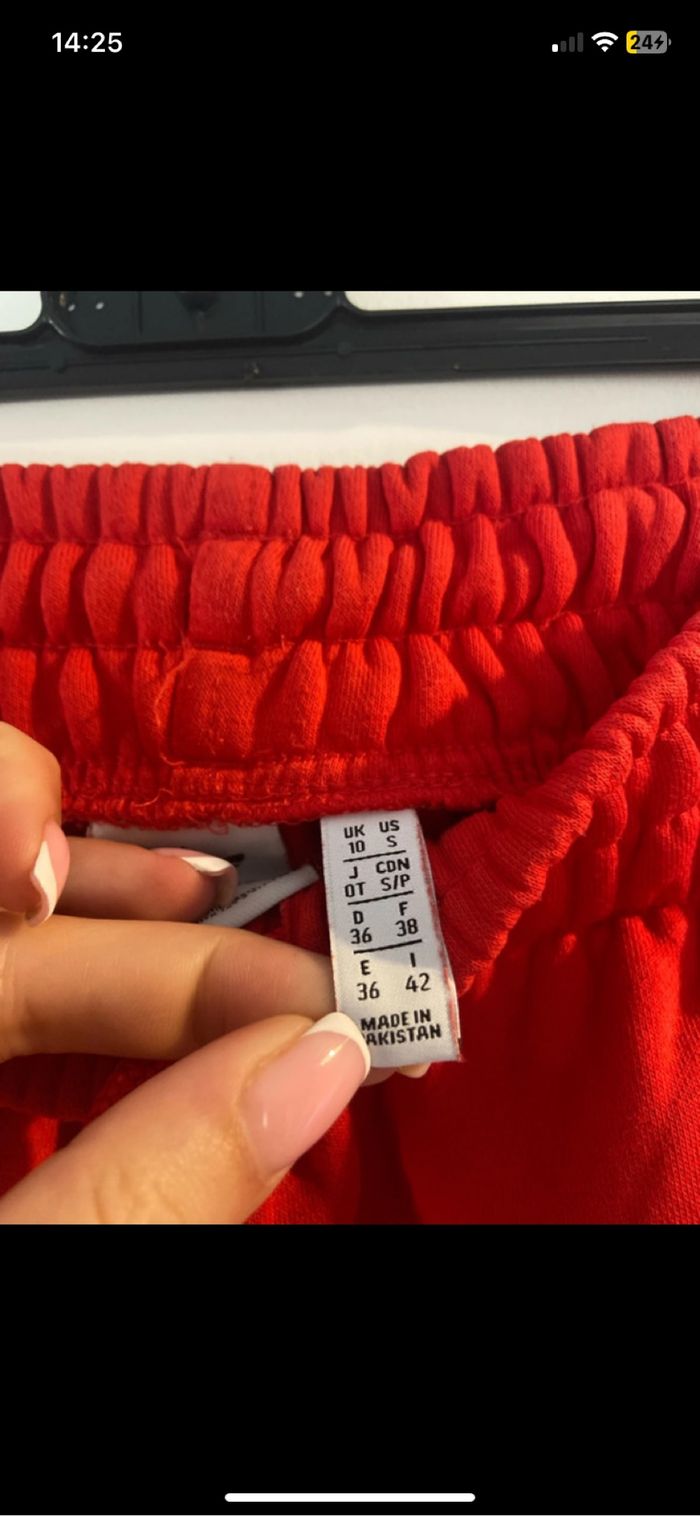 14:25
24
UK US
10 S
J CDN
OT S/P
D F
36 38
E I
36 42
MADE IN
AKISTAN